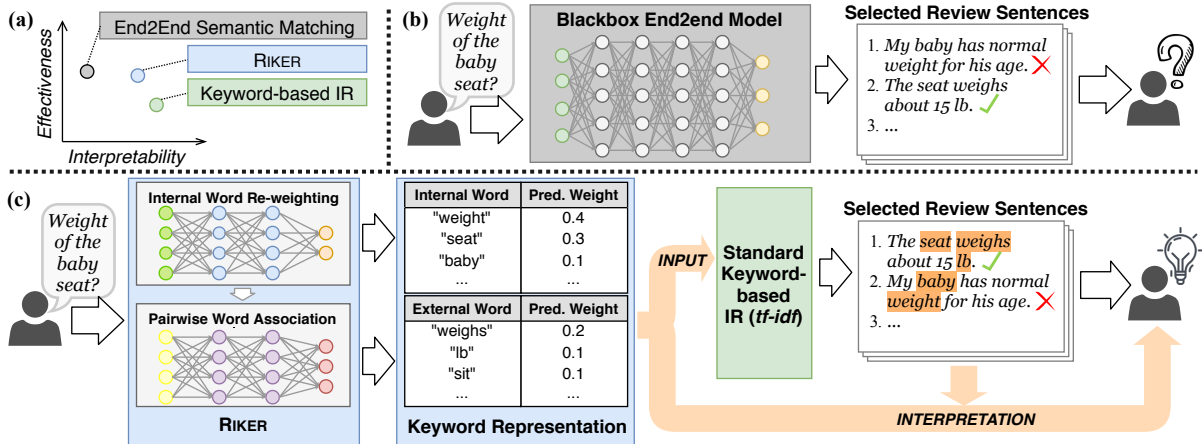 (a)
End2End Semantic Matching
RIKER
Keyword-based IR
Effectiveness
Interpretability
(b)
Weight
of the
baby
seat?
Blackbox End2end Model
Selected Review Sentences
1. My baby has normal
weight for his age.
2. The seat weighs
about 15 lb.
3. ...
?
(c)
Weight
of the
baby
seat?
Internal Word Re-weighting
Pairwise Word Association
RIKER
Internal Word Pred. Weight
"weight" 0.4
"seat" 0.3
"baby" 0.1
... ...
External Word Pred. Weight
"weighs" 0.2
"lb" 0.1
"sit" 0.1
... ...
Keyword Representation
INPUT
Standard
Keyword-
based
IR (tf-idf)
Selected Review Sentences
1. The seat weighs
about 15 lb.
2. My baby has normal
weight for his age.
3. ...
INTERPRETATION